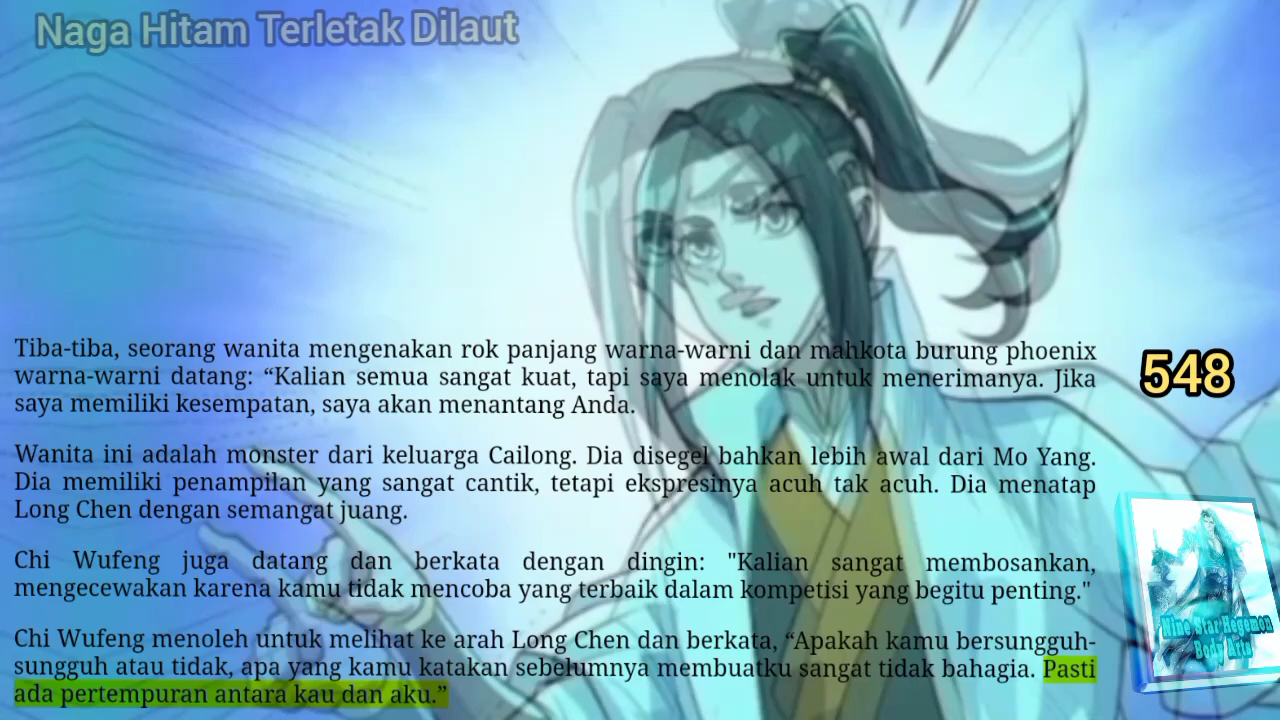 Naga Hitam Terletak Dilaut
Tiba-tiba, seorang wanita mengenakan rok panjang warna-warni dan mahkota burung phoenix
warna-warni datang: “Kalian semua sangat kuat, tapi saya menolak untuk menerimanya. Jika
saya memiliki kesempatan, saya akan menantang Anda.
Wanita ini adalah monster dari keluarga Cailong. Dia disegel bahkan lebih awal dari Mo Yang.
Dia memiliki penampilan yang sangat cantik, tetapi ekspresinya acuh tak acuh. Dia menatap
Long Chen dengan semangat juang.
Chi Wufeng juga datang dan berkata dengan dingin: "Kalian sangat membosankan,
mengecewakan karena kamu tidak mencoba yang terbaik dalam kompetisi yang begitu penting."
Chi Wufeng menoleh untuk melihat ke arah Long Chen dan berkata, “Apakah kamu bersungguh-
sungguh atau tidak, apa yang kamu katakan sebelumnya membuatku sangat tidak bahagia. Pasti
ada pertempuran antara kau dan aku.”
548
Nine Star Hegemon
Body Arts